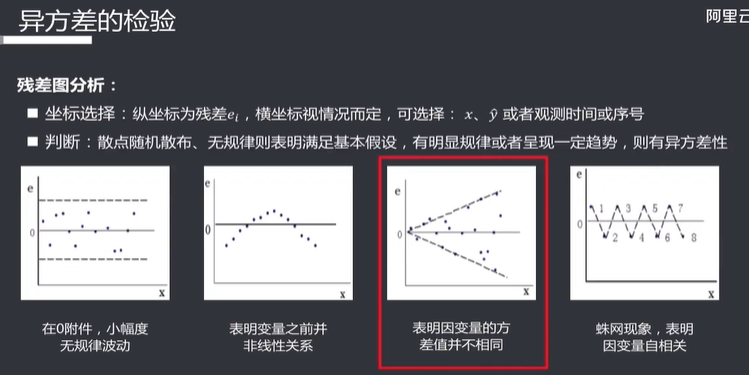 异方差的检验
阿里云
残差图分析：
■ 坐标选择：纵坐标为残差eᵢ，横坐标视情况而定，可选择： x、ŷ 或者观测时间或序号
■ 判断：散点随机散布、无规律则表明满足基本假设，有明显规律或者呈现一定趋势，则有异方差性
e
0
x
e
0
x
e
0
x
e
0
1 3 5 7
2 4 6 8
x
在0附件，小幅度
无规律波动
表明变量之前并
非线性关系
表明因变量的方
差值并不相同
蛛网现象，表明
因变量自相关